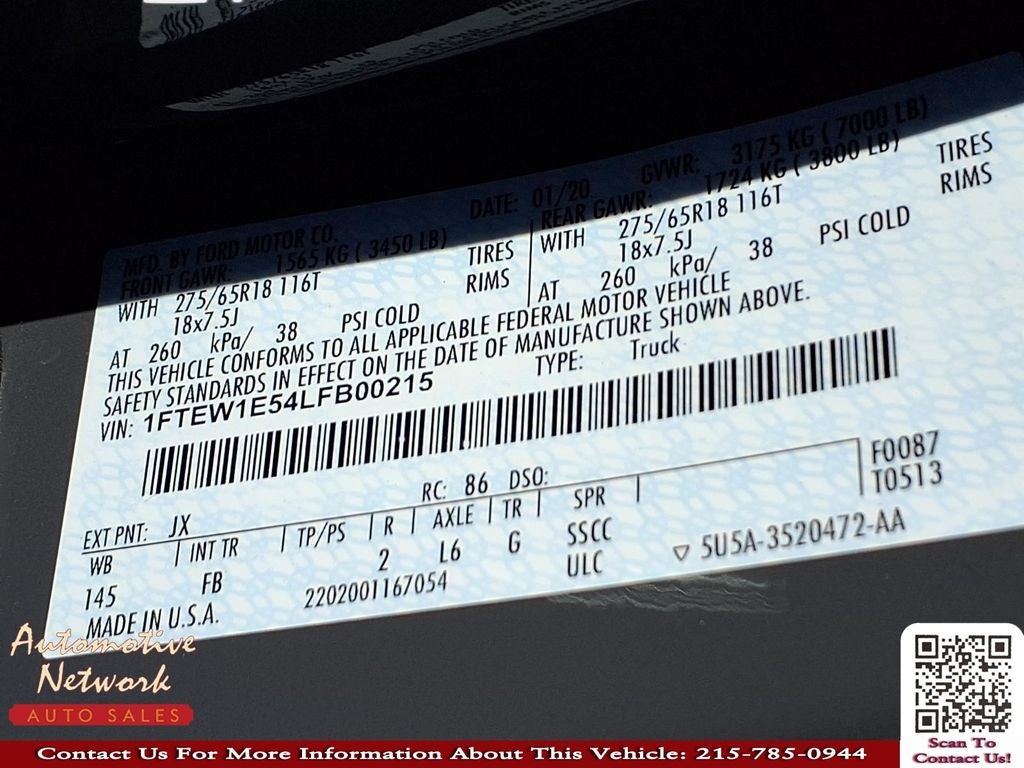 MFD. BY FORD MOTOR CO.
DATE: 01/20
GVWR: 3175 KG ( 7000 LB)
FRONT GAWR: 1565 KG ( 3450 LB)
REAR GAWR: 1724 KG ( 3800 LB)
WITH 275/65R18 116T TIRES
WITH 275/65R18 116T TIRES
18x7.5J RIMS
18x7.5J RIMS
AT 260 kPa/ 38 PSI COLD
AT 260 kPa/ 38 PSI COLD
THIS VEHICLE CONFORMS TO ALL APPLICABLE FEDERAL MOTOR VEHICLE
SAFETY STANDARDS IN EFFECT ON THE DATE OF MANUFACTURE SHOWN ABOVE.
VIN: 1FTEW1E54LFB00215
TYPE: Truck
EXT PNT: JX
RC: 86 DSO:
F0087
T0513
WB INT TR TP/PS R AXLE TR SPR
145 FB 2 L6 G SSCC
ULC
MADE IN U.S.A.
2202001167054
▽ 5U5A-3520472-AA
Automotive
Network
AUTO SALES
Contact Us For More Information About This Vehicle: 215-785-0944
Scan To
Contact Us!